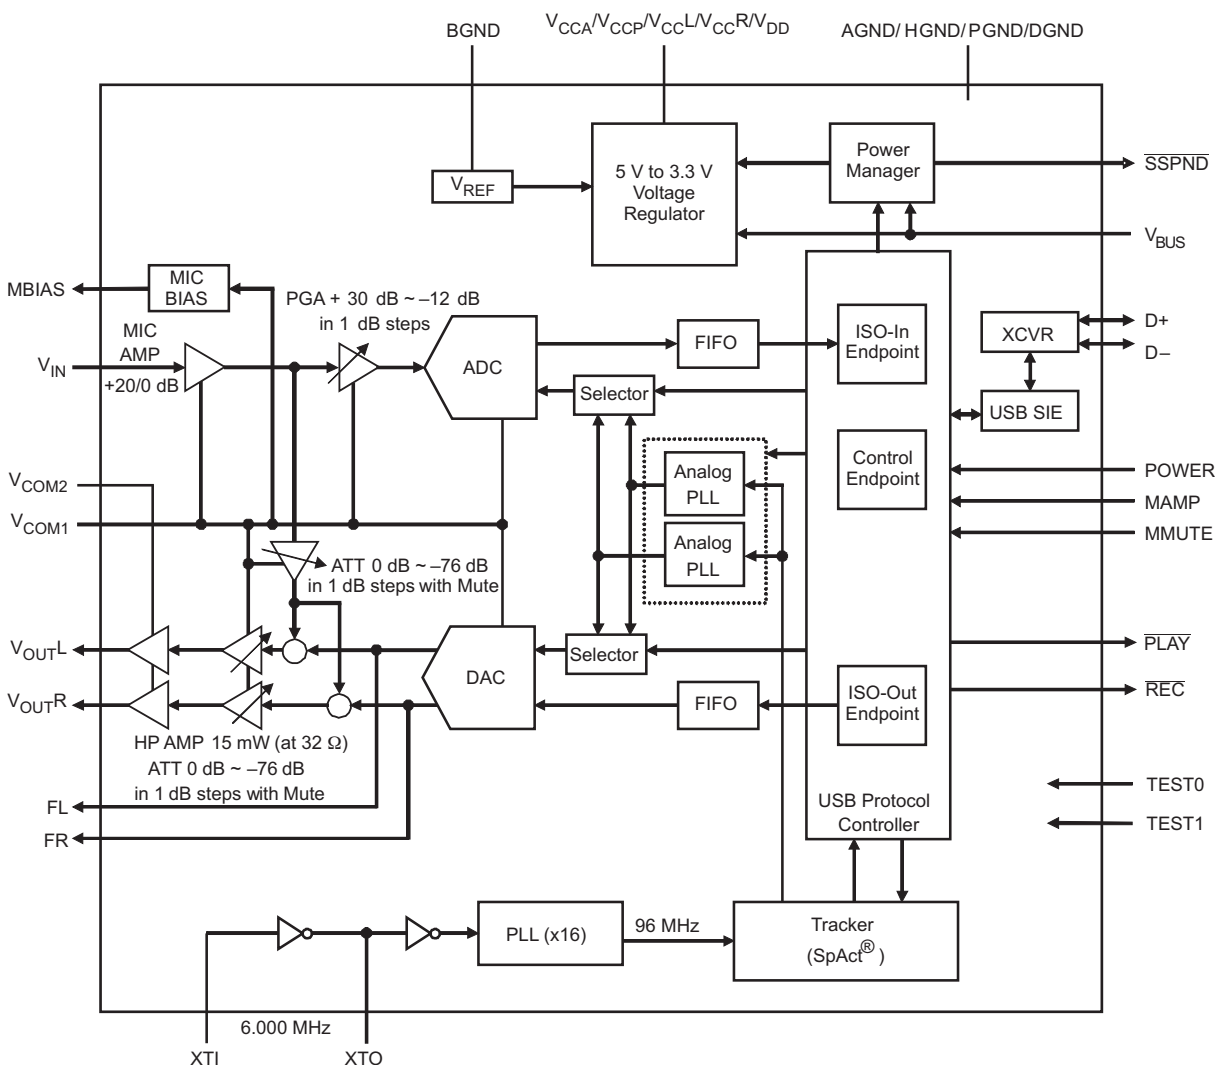 BGND
VCCA/VCCP/VCCL/VCCR/VDD
AGND/ HGND/PGND/DGND
VREF
5 V to 3.3 V
Voltage
Regulator
Power
Manager
SSPND
VBUS
MBIAS
MIC
BIAS
PGA + 30 dB ~ –12 dB
in 1 dB steps
MIC
AMP
+20/0 dB
VIN
ADC
FIFO
ISO-In
Endpoint
XCVR
D+
D–
Selector
USB SIE
Analog
PLL
Control
Endpoint
POWER
MAMP
MMUTE
VCOM2
VCOM1
Analog
PLL
ATT 0 dB ~ –76 dB
in 1 dB steps with Mute
VOUTL
VOUTR
DAC
Selector
PLAY
REC
FIFO
ISO-Out
Endpoint
HP AMP 15 mW (at 32 Ω)
ATT 0 dB ~ –76 dB
in 1 dB steps with Mute
FL
FR
USB Protocol
Controller
TEST0
TEST1
PLL (x16)
96 MHz
Tracker
(SpAct®)
6.000 MHz
XTI
XTO